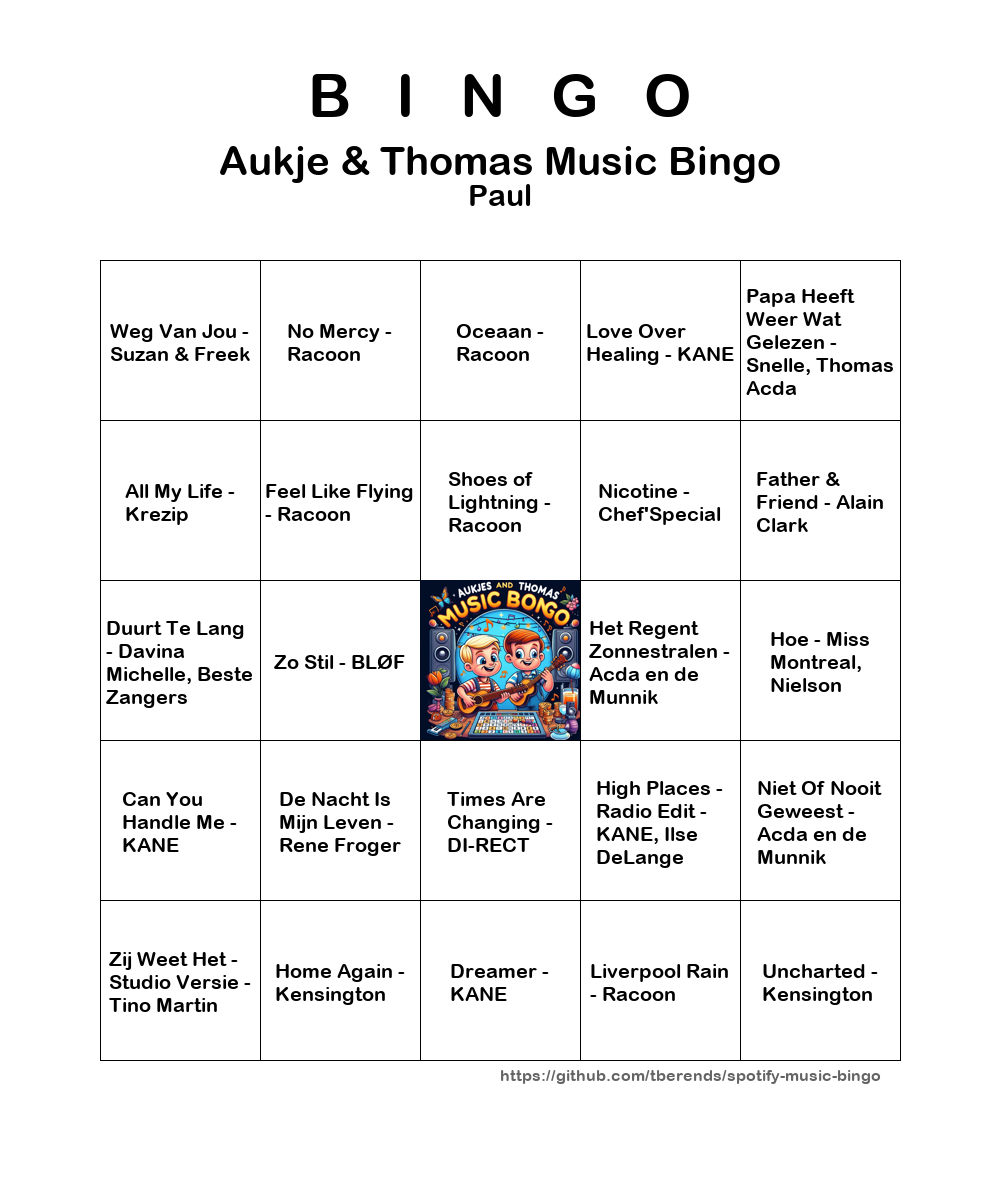 B I N G O
Aukje & Thomas Music Bingo
Paul
Weg Van Jou -
Suzan & Freek
No Mercy -
Racoon
Oceaan -
Racoon
Love Over
Healing - KANE
Papa Heeft
Weer Wat
Gelezen -
Snelle, Thomas
Acda
All My Life -
Krezip
Feel Like Flying
- Racoon
Shoes of
Lightning -
Racoon
Nicotine -
Chef'Special
Father &
Friend - Alain
Clark
Duurt Te Lang
- Davina
Michelle, Beste
Zangers
Zo Stil - BLØF
AUKJES AND THOMAS
MUSIC BONGO
Het Regent
Zonnestralen -
Acda en de
Munnik
Hoe - Miss
Montreal,
Nielson
Can You
Handle Me -
KANE
De Nacht Is
Mijn Leven -
Rene Froger
Times Are
Changing -
DI-RECT
High Places -
Radio Edit -
KANE, Ilse
DeLange
Niet Of Nooit
Geweest -
Acda en de
Munnik
Zij Weet Het -
Studio Versie -
Tino Martin
Home Again -
Kensington
Dreamer -
KANE
Liverpool Rain
- Racoon
Uncharted -
Kensington
https://github.com/tberends/spotify-music-bingo